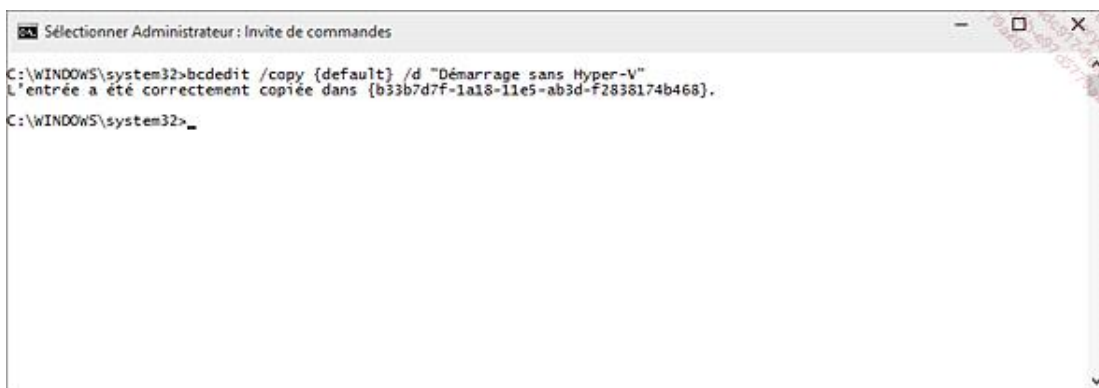 Sélectionner Administrateur : Invite de commandes
C:\WINDOWS\system32>bcdedit /copy {default} /d "Démarrage sans Hyper-V"
L'entrée a été correctement copiée dans {b33b7d7f-1a18-11e5-ab3d-f2838174b468}.
C:\WINDOWS\system32>_